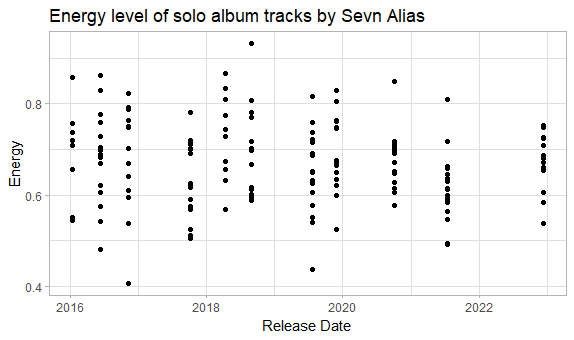 Energy level of solo album tracks by Sevn Alias
0.8
0.6
0.4
Energy
2016
2018
2020
2022
Release Date